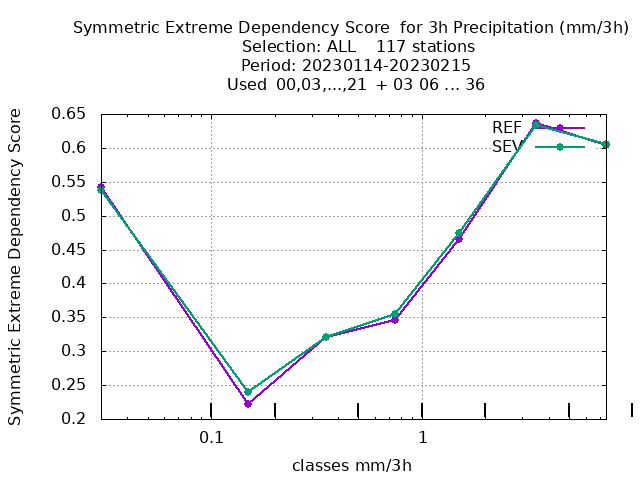 Symmetric Extreme Dependency Score for 3h Precipitation (mm/3h)
Selection: ALL 117 stations
Period: 20230114-20230215
Used 00,03,...,21 + 03 06 ... 36
Symmetric Extreme Dependency Score
0.65
0.6
0.55
0.5
0.45
0.4
0.35
0.3
0.25
0.2
REF
SEV
0.1
1
classes mm/3h